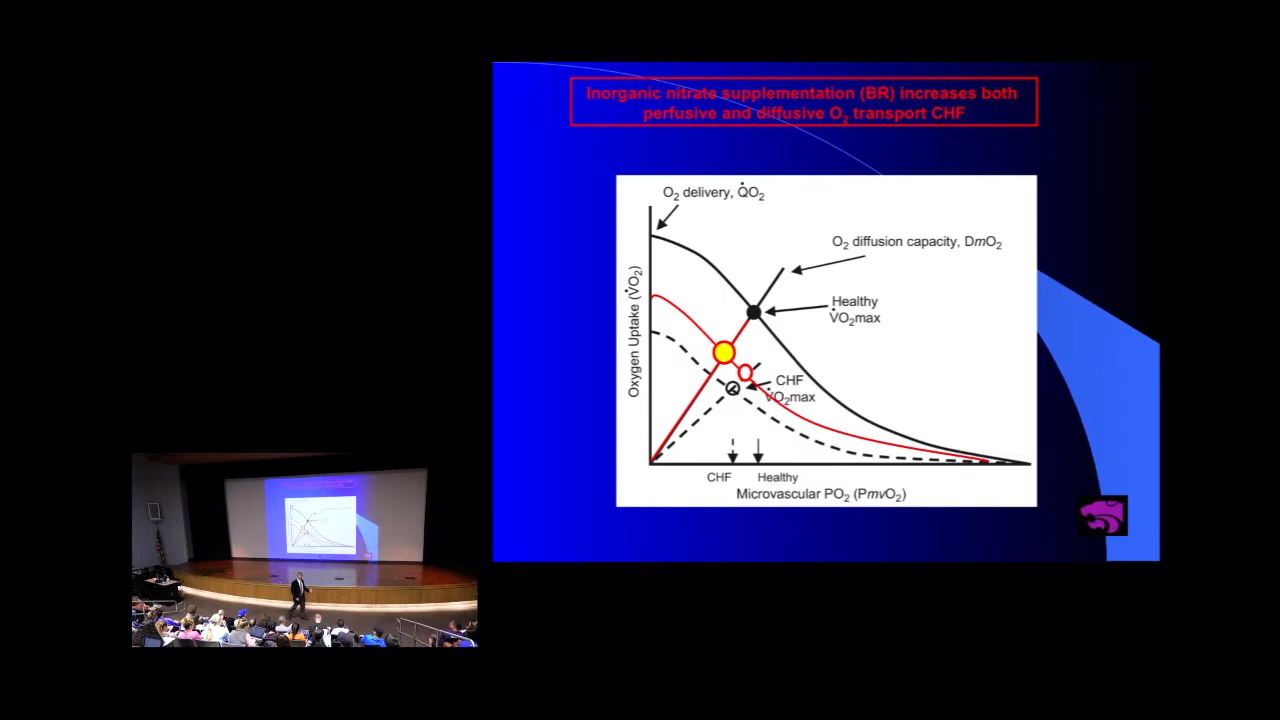 Inorganic nitrate supplementation (BR) increases both
perfusive and diffusive O₂ transport CHF
O₂ delivery, Q̇O₂
O₂ diffusion capacity, DmO₂
Healthy
V̇O₂max
Oxygen Uptake (V̇O₂)
CHF
V̇O₂max
CHF
Healthy
Microvascular PO₂ (PmvO₂)